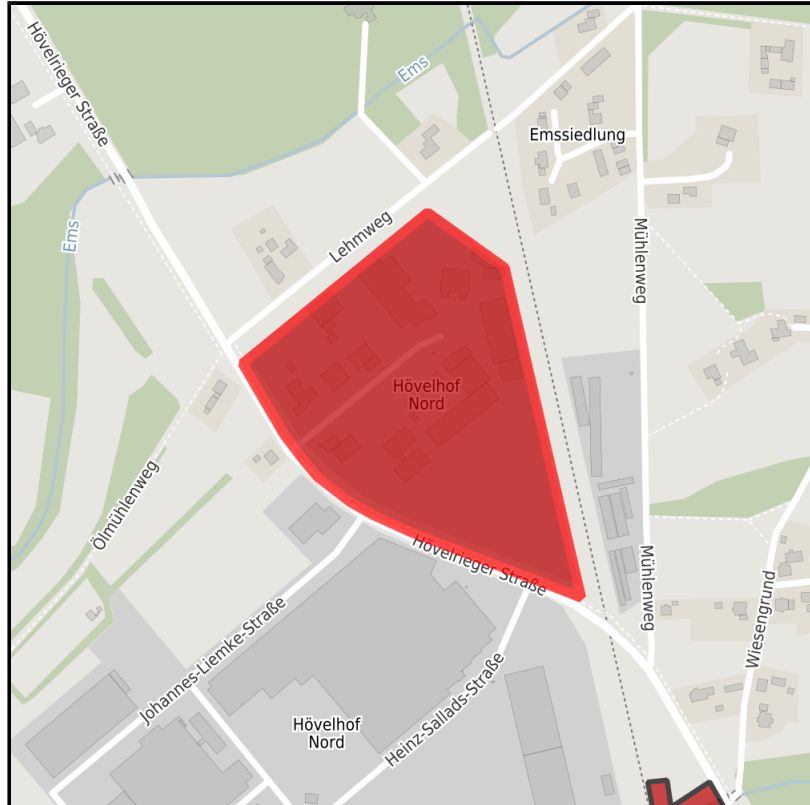 Hövelrieger Straße
Ems
Emssiedlung
Lehmweg
Ems
Mühlenweg
Hövelhof
Nord
Ölmühlenweg
Hövelrieger Straße
Mühlenweg
Wiesengrund
Johannes-Liemke-Straße
Heinz-Sallads-Straße
Hövelhof
Nord